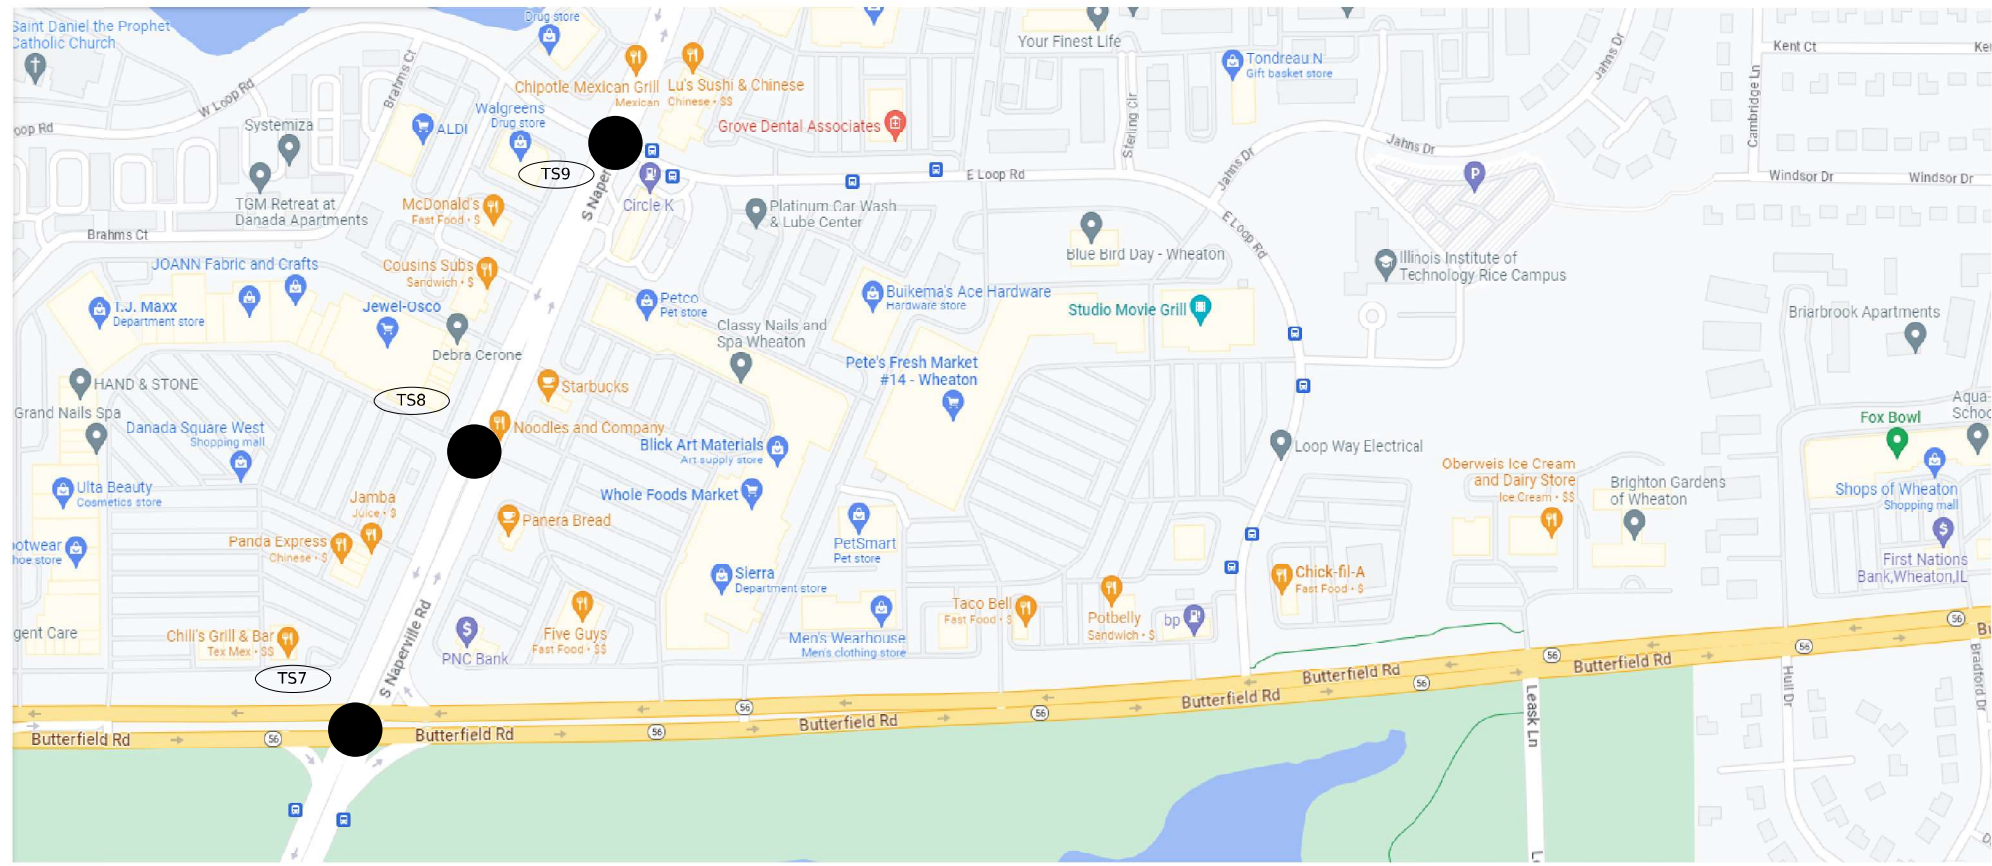 Saint Daniel the Prophet
Catholic Church
W Loop Rd
oop Rd
Systemiza
TGM Retreat at
Danada Apartments
Brahms Ct
Brahms Ct
Drug store
Chipotle Mexican Grill
Mexican
Lu's Sushi & Chinese
Chinese • $$
Walgreens
Drug store
ALDI
Grove Dental Associates
TS9
S Naper
Circle K
McDonald's
Fast Food • $
Cousins Subs
Sandwich • $
Your Finest Life
Tondreau N
Gift basket store
Sterling Cir
E Loop Rd
Jahns Dr
Jahns Dr
Jahns Dr
E Loop Rd
P
Kent Ct
Ke
Cambridge Ln
Windsor Dr
Windsor Dr
Platinum Car Wash
& Lube Center
Blue Bird Day - Wheaton
Illinois Institute of
Technology Rice Campus
JOANN Fabric and Crafts
T.J. Maxx
Department store
Jewel-Osco
Debra Cerone
Petco
Pet store
Buikema's Ace Hardware
Hardware store
Studio Movie Grill
Classy Nails and
Spa Wheaton
Pete's Fresh Market
#14 - Wheaton
Briarbrook Apartments
HAND & STONE
Grand Nails Spa
TS8
Starbucks
Noodles and Company
Danada Square West
Shopping mall
Blick Art Materials
Art supply store
Whole Foods Market
Loop Way Electrical
Fox Bowl
Aqua-
Schoo
Oberweis Ice Cream
and Dairy Store
Ice Cream • $$
Brighton Gardens
of Wheaton
Shops of Wheaton
Shopping mall
Ulta Beauty
Cosmetics store
Jamba
Juice • $
Panda Express
Chinese • $
Panera Bread
PetSmart
Pet store
ootwear
hoe store
First Nations
Bank,Wheaton,IL
Sierra
Department store
Chick-fil-A
Fast Food • $
Taco Bell
Fast Food • $
Potbelly
Sandwich • $
bp
gent Care
Chili's Grill & Bar
Tex Mex • $$
S Naperville Rd
PNC Bank
Five Guys
Fast Food • $$
Men's Wearhouse
Men's clothing store
TS7
Butterfield Rd
56
Butterfield Rd
56
Butterfield Rd
56
56
Butterfield Rd
Butterfield Rd
56
56
Butterfield Rd
56
56
Bu
Leask Ln
Hull Dr
Bradford Dr